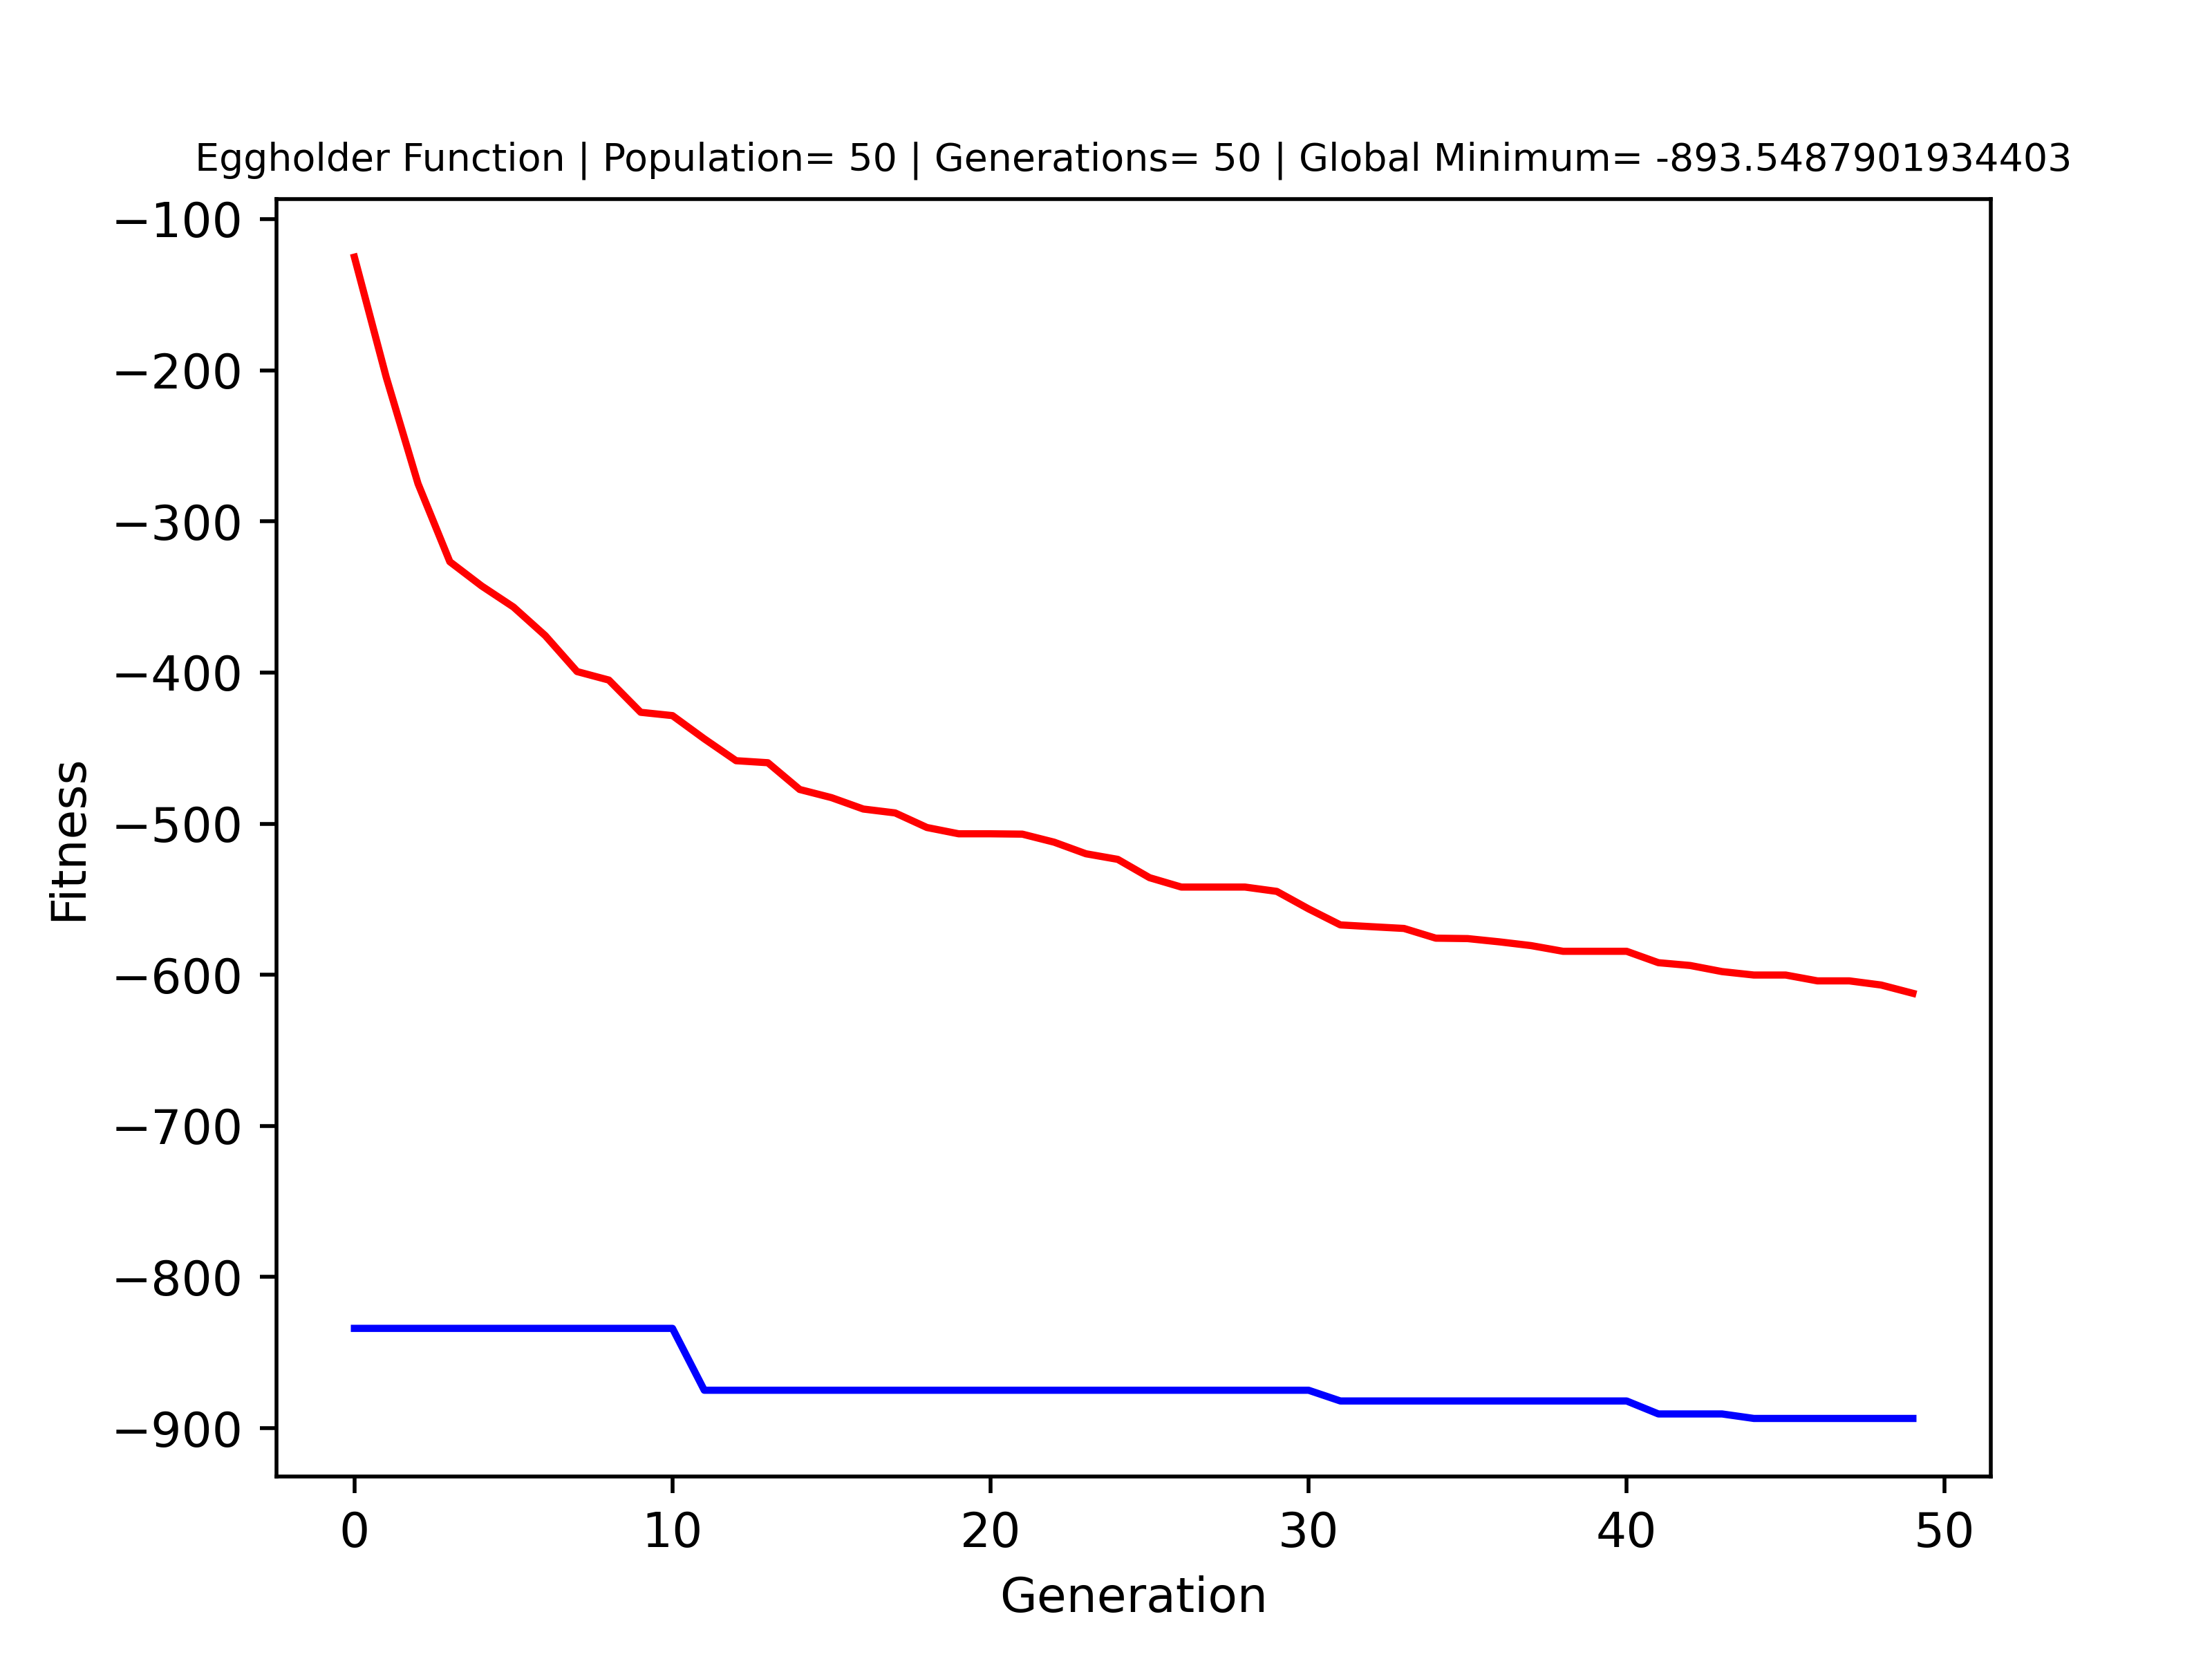 Eggholder Function | Population= 50 | Generations= 50 | Global Minimum= -893.5487901934403
−100
−200
−300
−400
−500
−600
−700
−800
−900
Fitness
0 10 20 30 40 50
Generation